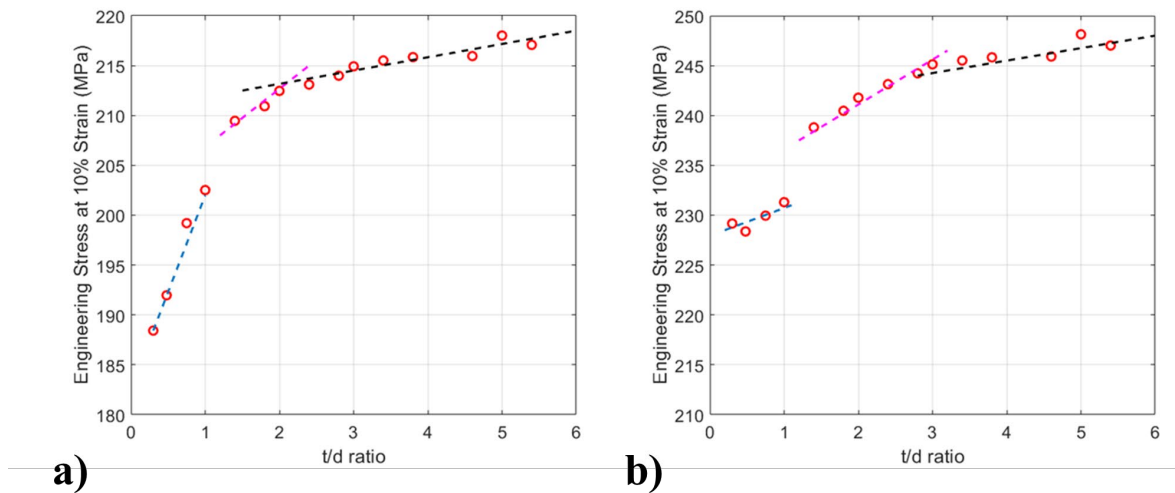 220
215
210
205
200
195
190
185
180
0 1 2 3 4 5 6
Engineering Stress at 10% Strain (MPa)
t/d ratio
a)
250
245
240
235
230
225
220
215
210
0 1 2 3 4 5 6
Engineering Stress at 10% Strain (MPa)
t/d ratio
b)